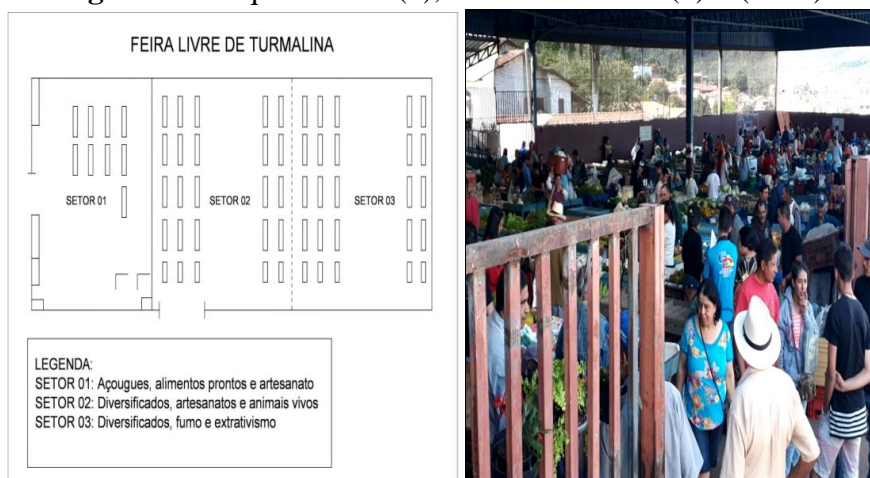 FEIRA LIVRE DE TURMALINA
SETOR 01
SETOR 02
SETOR 03
LEGENDA:
SETOR 01: Açougues, alimentos prontos e artesanato
SETOR 02: Diversificados, artesanatos e animais vivos
SETOR 03: Diversificados, fumo e extrativismo